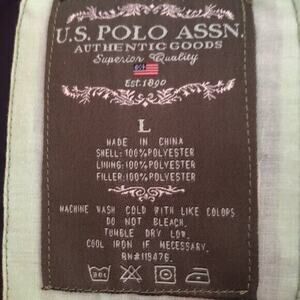 U.S. POLO ASSN.
AUTHENTIC GOODS
Superior Quality
EST. 1890
L
MADE IN CHINA
SHELL: 100% POLYESTER
LINING: 100% POLYESTER
FILLER: 100% POLYESTER
MACHINE WASH COLD WITH LIKE COLORS
DO NOT BLEACH
TUMBLE DRY LOW.
COOL IRON IF NECESSARY.
RN#118476.